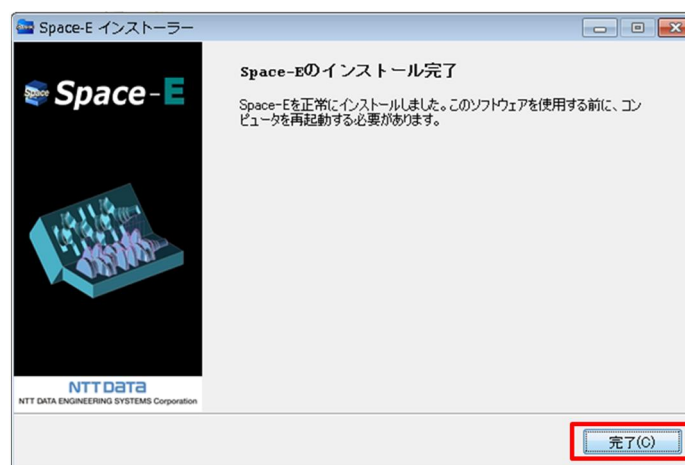 Space-E インストーラー
Space-E
Space-Eのインストール完了
Space-Eを正常にインストールしました。このソフトウェアを使用する前に、コン
ピュータを再起動する必要があります。
NTT DATA
NTT DATA ENGINEERING SYSTEMS Corporation
完了(C)